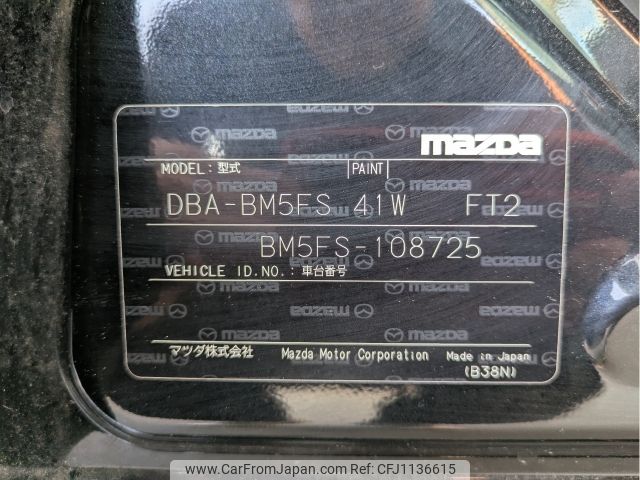 mazda
MODEL : 型式 PAINT
DBA-BM5FS 41W FT2
BM5FS-108725
VEHICLE ID.NO. : 車台番号
マツダ株式会社 Mazda Motor Corporation Made in Japan
(B38N)
www.CarFromJapan.com - CFJ1136615